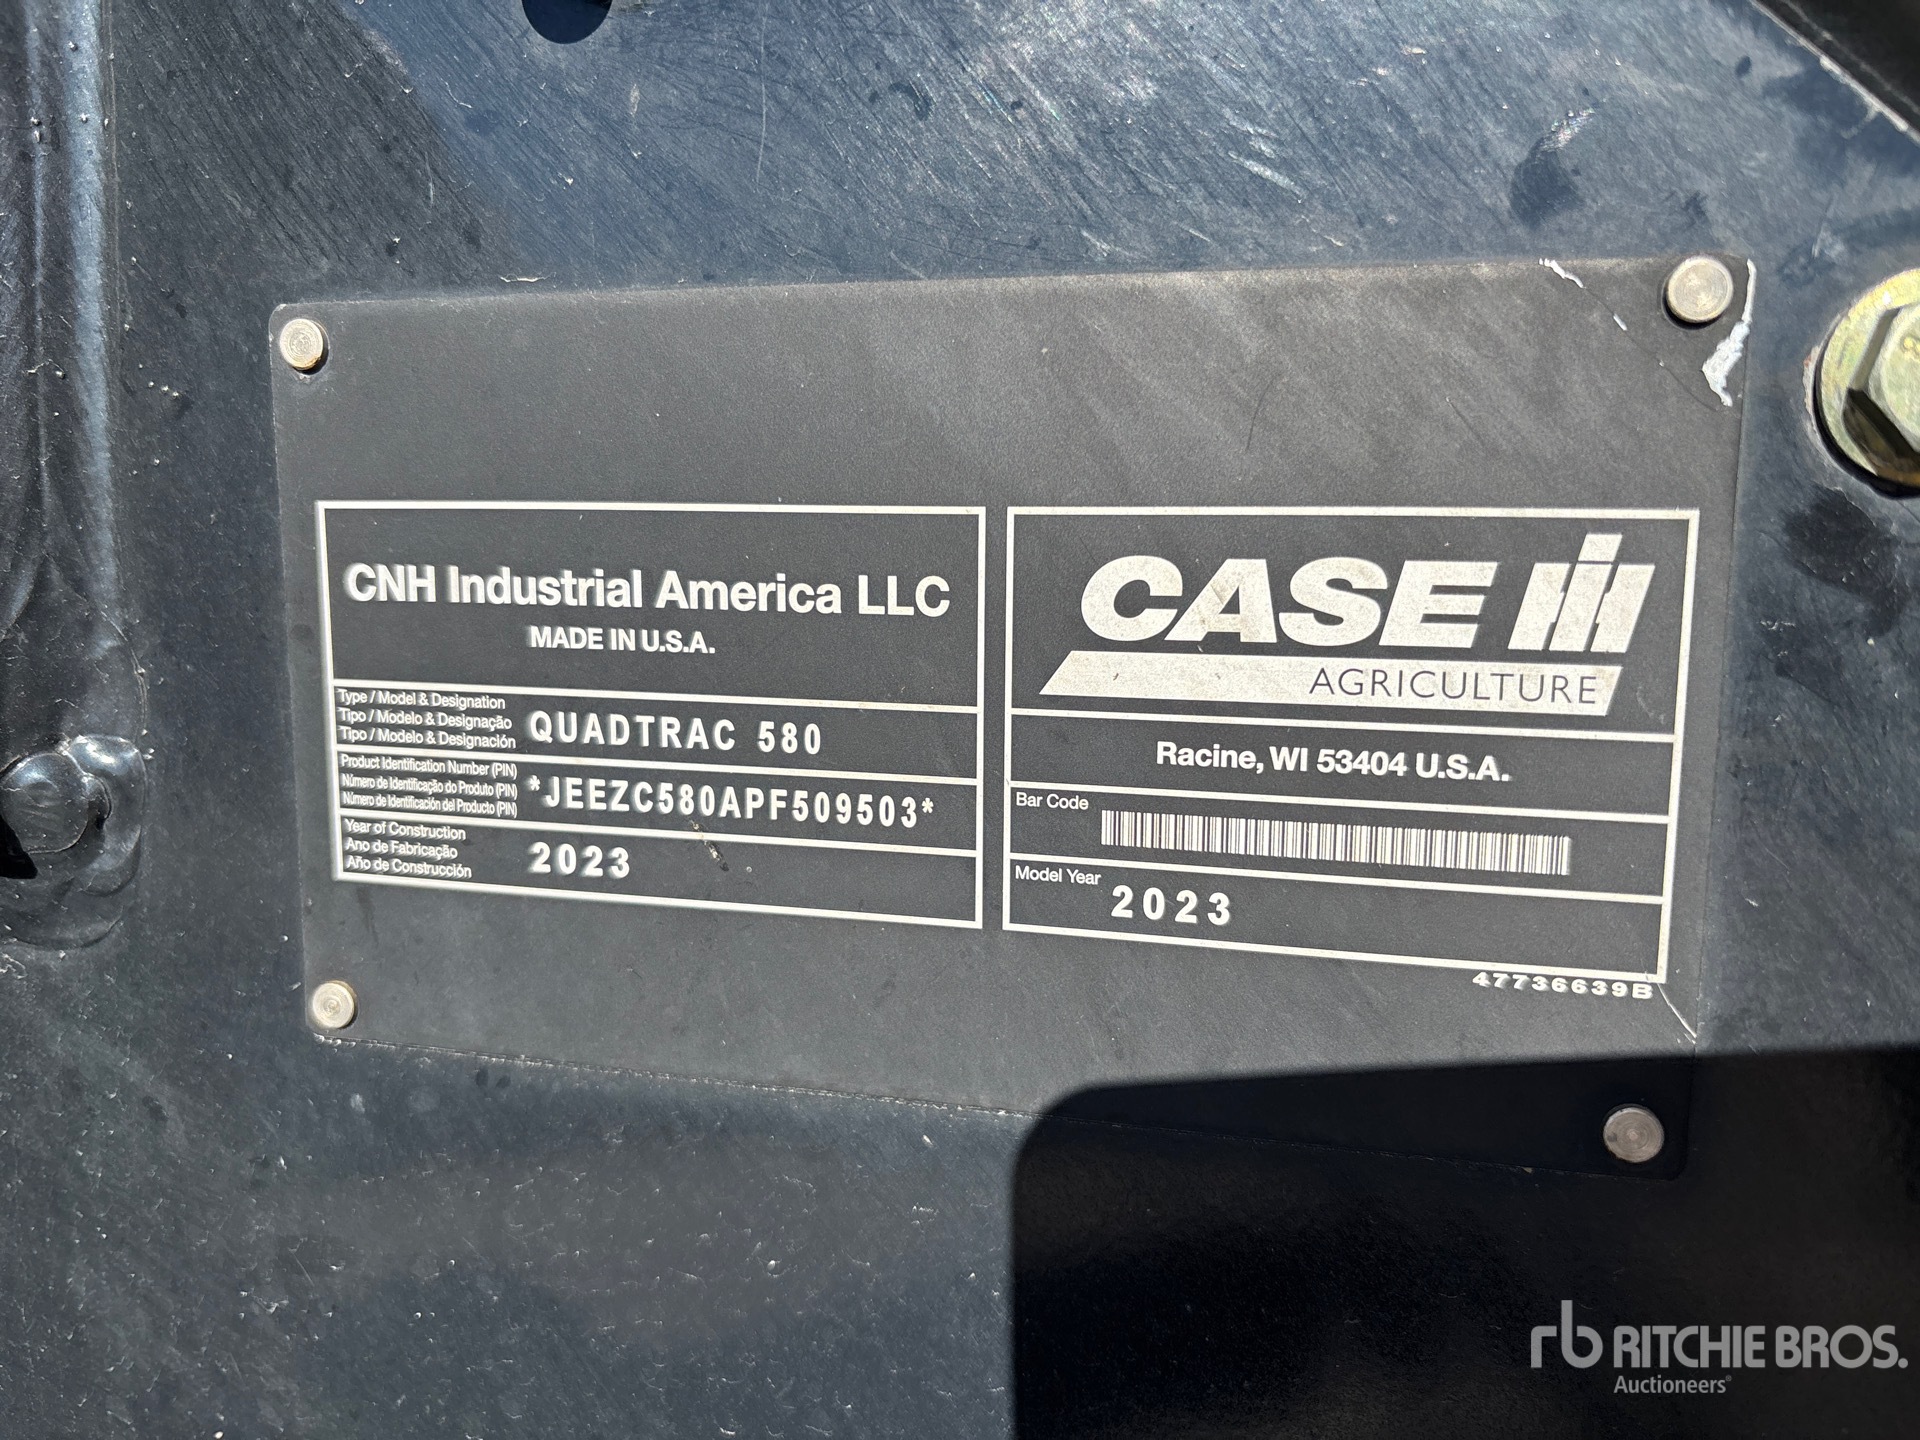 CNH Industrial America LLC
MADE IN U.S.A.
Type / Model & Designation
Tipo / Modelo & Designação
Tipo / Modelo & Designación
QUADTRAC 580
Product Identification Number (PIN)
Número de Identificação do Produto (PIN)
Número de Identificación del Producto (PIN)
*JEEZC580APF509503*
Year of Construction
Ano de Fabricação
Año de Construcción
2023
CASE IH
AGRICULTURE
Racine, WI 53404 U.S.A.
Bar Code
Model Year
2023
47736639B
rb RITCHIE BROS.
Auctioneers®